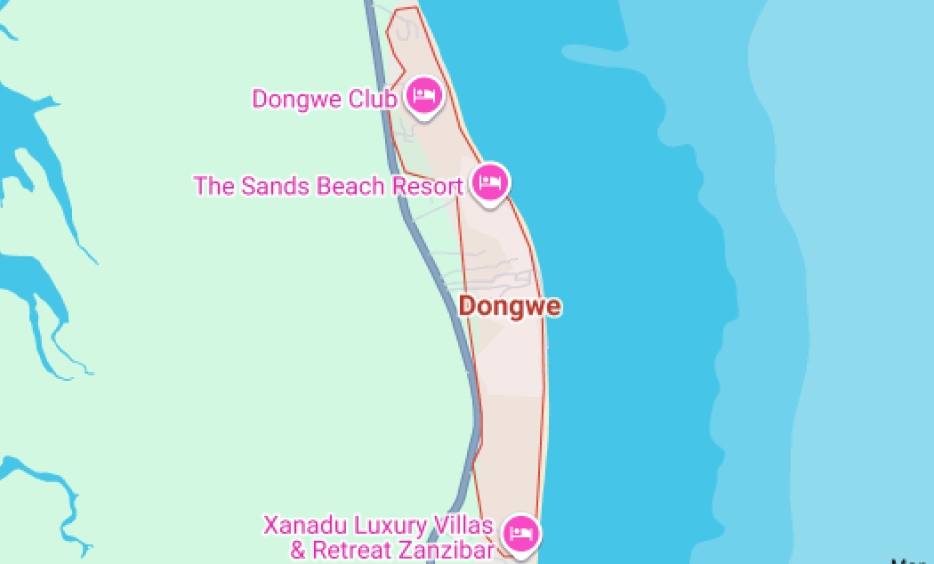 Dongwe Club
The Sands Beach Resort
Dongwe
Xanadu Luxury Villas
& Retreat Zanzibar